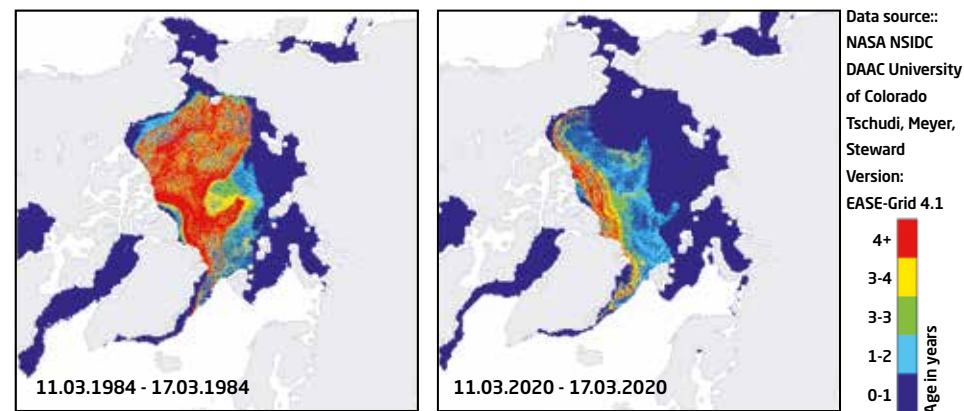 11.03.1984 - 17.03.1984
11.03.2020 - 17.03.2020
Data source::
NASA NSIDC
DAAC University
of Colorado
Tschudi, Meyer,
Steward
Version:
EASE-Grid 4.1
4+
3-4
3-3
1-2
0-1
Age in years